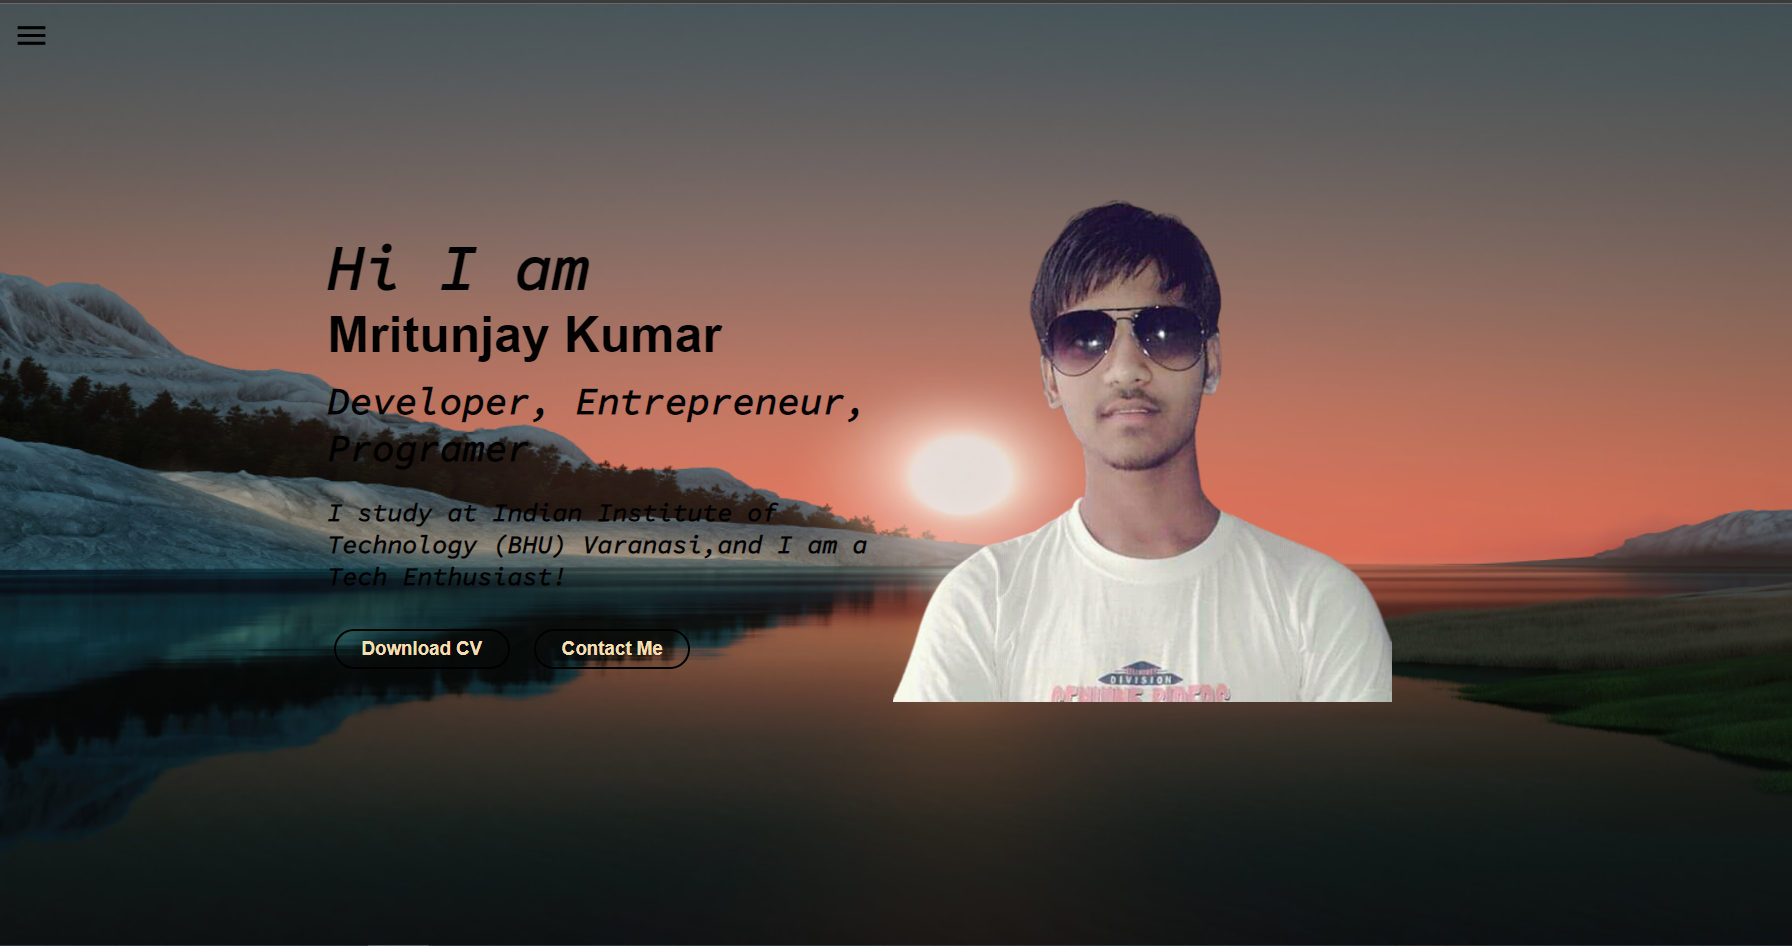 Hi I am
Mritunjay Kumar
Developer, Entrepreneur,
Programer
I study at Indian Institute of
Technology (BHU) Varanasi,and I am a
Tech Enthusiast!
Download CV
Contact Me
DIVISION